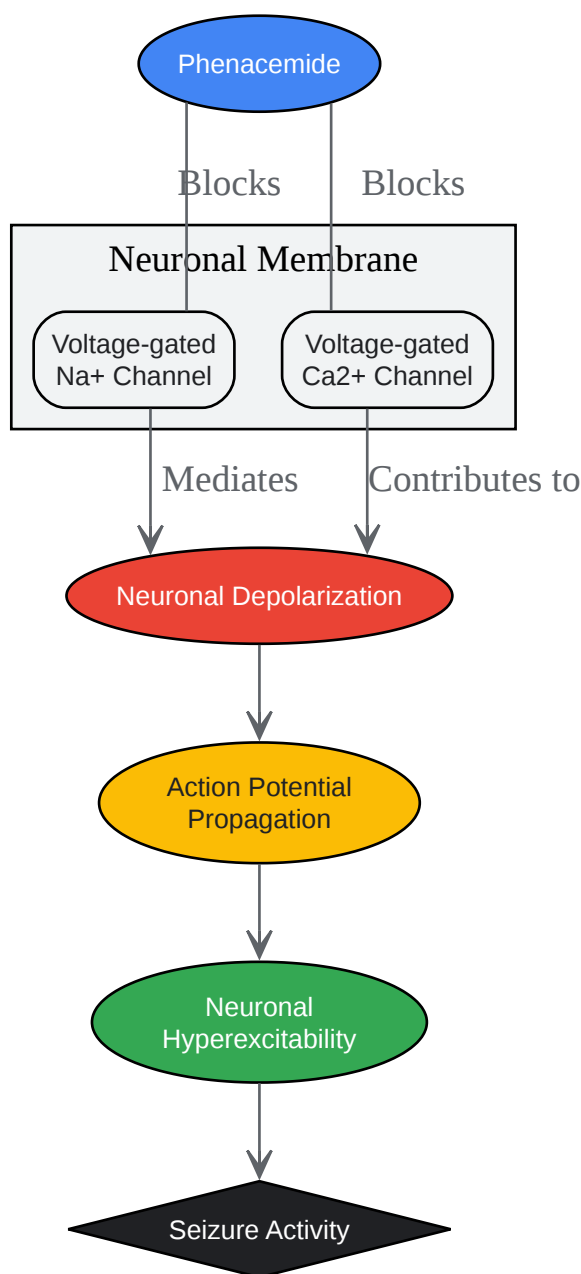 Phenacemide
Blocks
Blocks
Neuronal Membrane
Voltage-gated
Na+ Channel
Voltage-gated
Ca2+ Channel
Mediates
Contributes to
Neuronal Depolarization
Action Potential
Propagation
Neuronal
Hyperexcitability
Seizure Activity